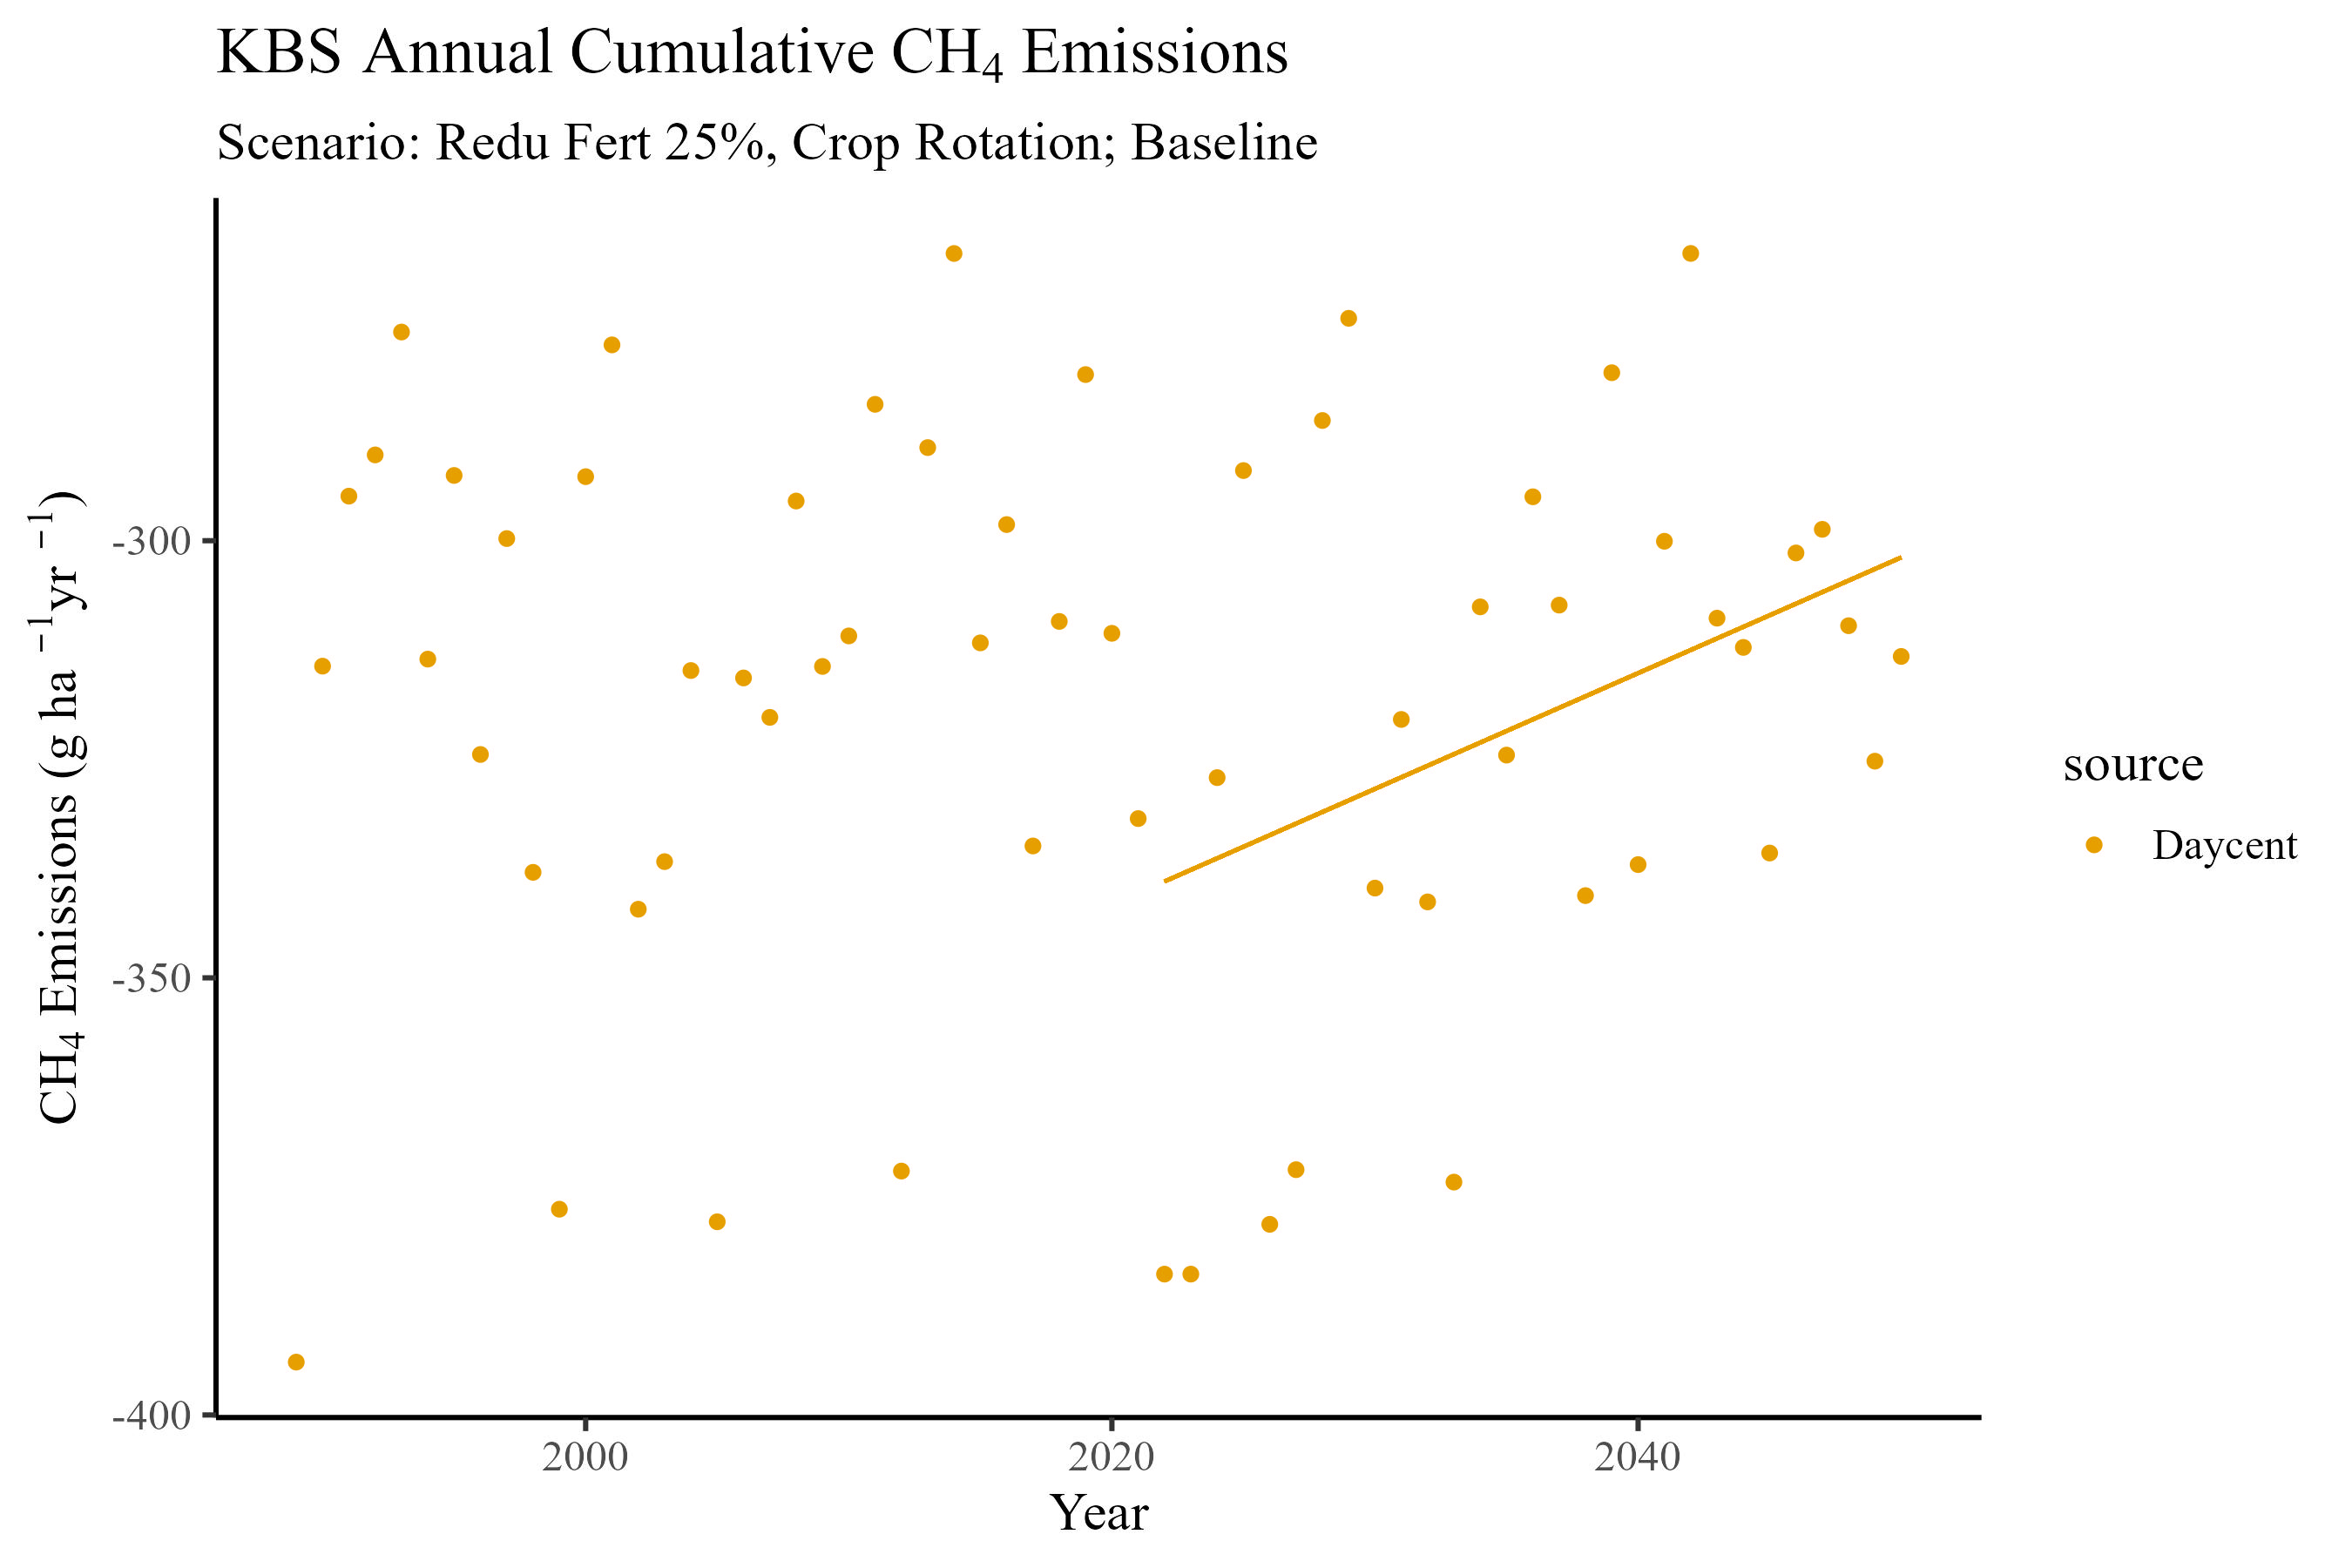 KBS Annual Cumulative CH₄ Emissions
Scenario: Redu Fert 25%, Crop Rotation; Baseline
CH₄ Emissions (g ha ⁻¹yr ⁻¹)
-300
-350
-400
2000
2020
2040
Year
source
Daycent